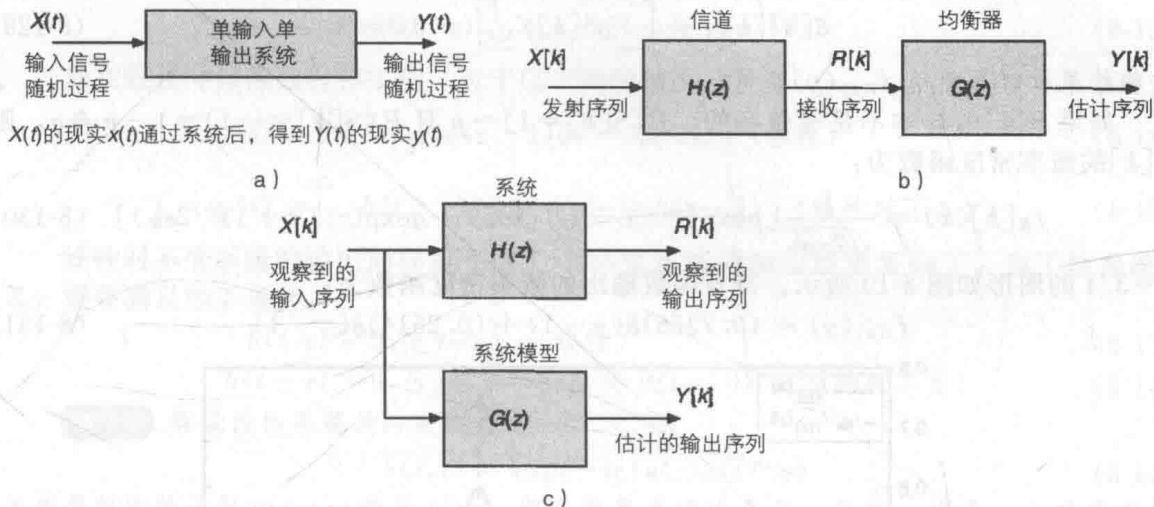 X(t)
单输入单
输出系统
Y(t)
输入信号
随机过程
输出信号
随机过程
X(t)的现实x(t)通过系统后，得到Y(t)的现实y(t)
a)
信道
均衡器
X[k]
H(z)
R[k]
G(z)
Y[k]
发射序列
接收序列
估计序列
b)
系统
X[k]
H(z)
R[k]
观察到的
输入序列
观察到的
输出序列
系统模型
G(z)
Y[k]
估计的输出序列
c)